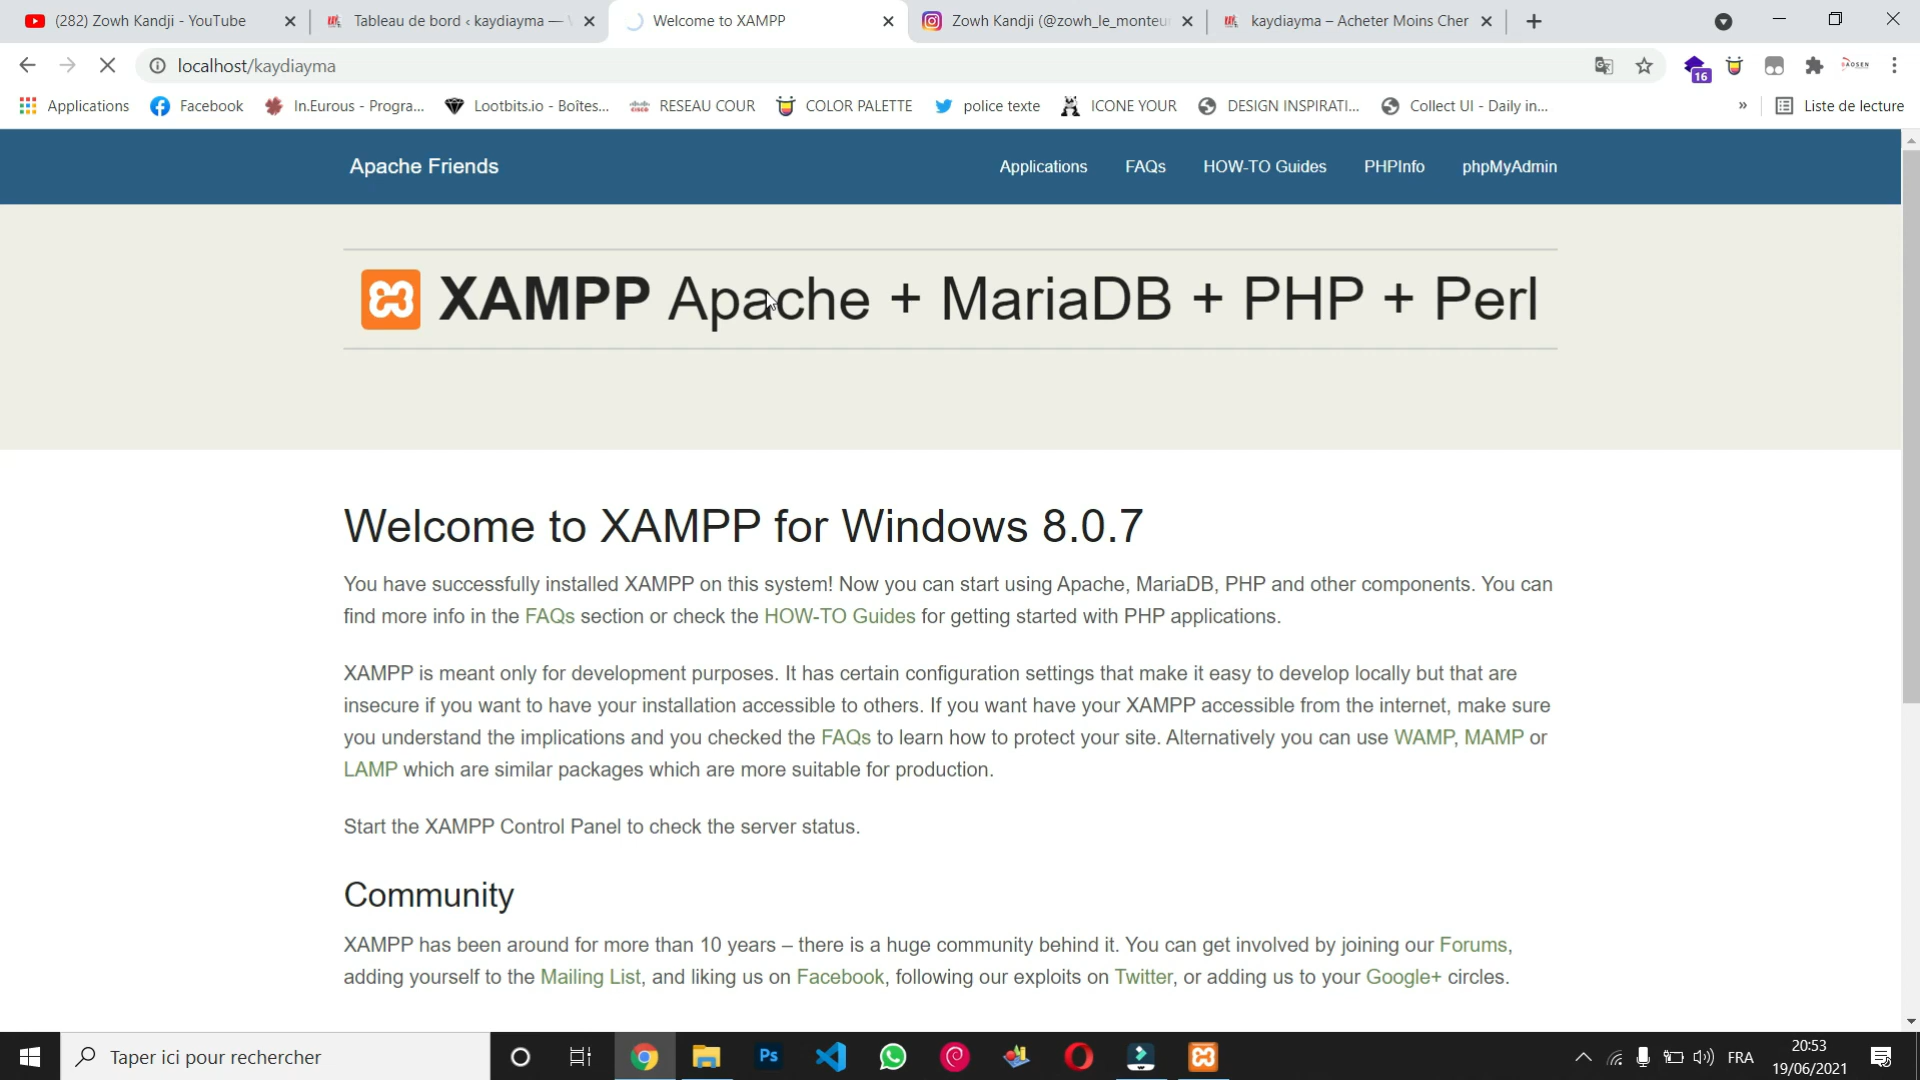 (282) Zowh Kandji - YouTube
Tableau de bord ‹ kaydiayma —
Welcome to XAMPP
Zowh Kandji (@zowh_le_monteu
kaydiayma – Acheter Moins Cher
localhost/kaydiayma
16
Applications
Facebook
In.Eurous - Progra...
Lootbits.io - Boîtes...
RESEAU COUR
COLOR PALETTE
police texte
ICONE YOUR
DESIGN INSPIRATI...
Collect UI - Daily in...
»
Liste de lecture
Apache Friends
Applications
FAQs
HOW-TO Guides
PHPInfo
phpMyAdmin
XAMPP Apache + MariaDB + PHP + Perl
Welcome to XAMPP for Windows 8.0.7
You have successfully installed XAMPP on this system! Now you can start using Apache, MariaDB, PHP and other components. You can
find more info in the FAQs section or check the HOW-TO Guides for getting started with PHP applications.
XAMPP is meant only for development purposes. It has certain configuration settings that make it easy to develop locally but that are
insecure if you want to have your installation accessible to others. If you want have your XAMPP accessible from the internet, make sure
you understand the implications and you checked the FAQs to learn how to protect your site. Alternatively you can use WAMP, MAMP or
LAMP which are similar packages which are more suitable for production.
Start the XAMPP Control Panel to check the server status.
Community
XAMPP has been around for more than 10 years – there is a huge community behind it. You can get involved by joining our Forums,
adding yourself to the Mailing List, and liking us on Facebook, following our exploits on Twitter, or adding us to your Google+ circles.
Taper ici pour rechercher
Ps
FRA
20:53
19/06/2021